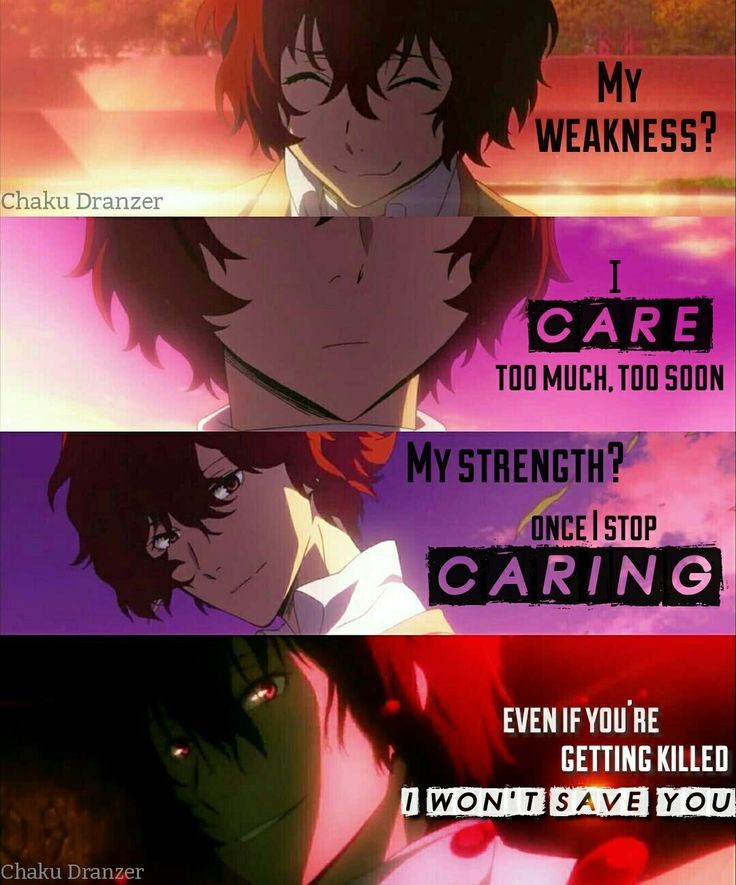 MY
WEAKNESS?
Chaku Dranzer
I
CARE
TOO MUCH, TOO SOON
MY STRENGTH?
ONCE I STOP
CARING
EVEN IF YOU'RE
GETTING KILLED
I WON'T SAVE YOU
Chaku Dranzer